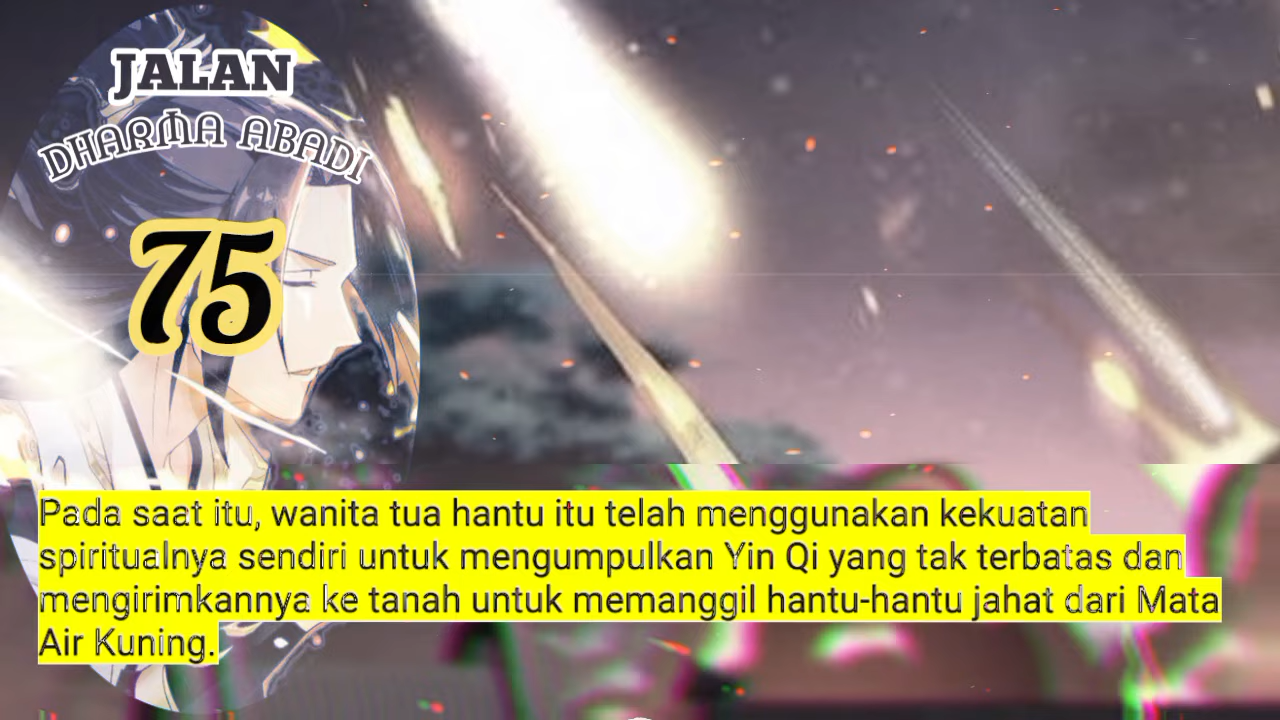 JALAN
DHARMA ABADI
75
Pada saat itu, wanita tua hantu itu telah menggunakan kekuatan
spiritualnya sendiri untuk mengumpulkan Yin Qi yang tak terbatas dan
mengirimkannya ke tanah untuk memanggil hantu-hantu jahat dari Mata
Air Kuning.